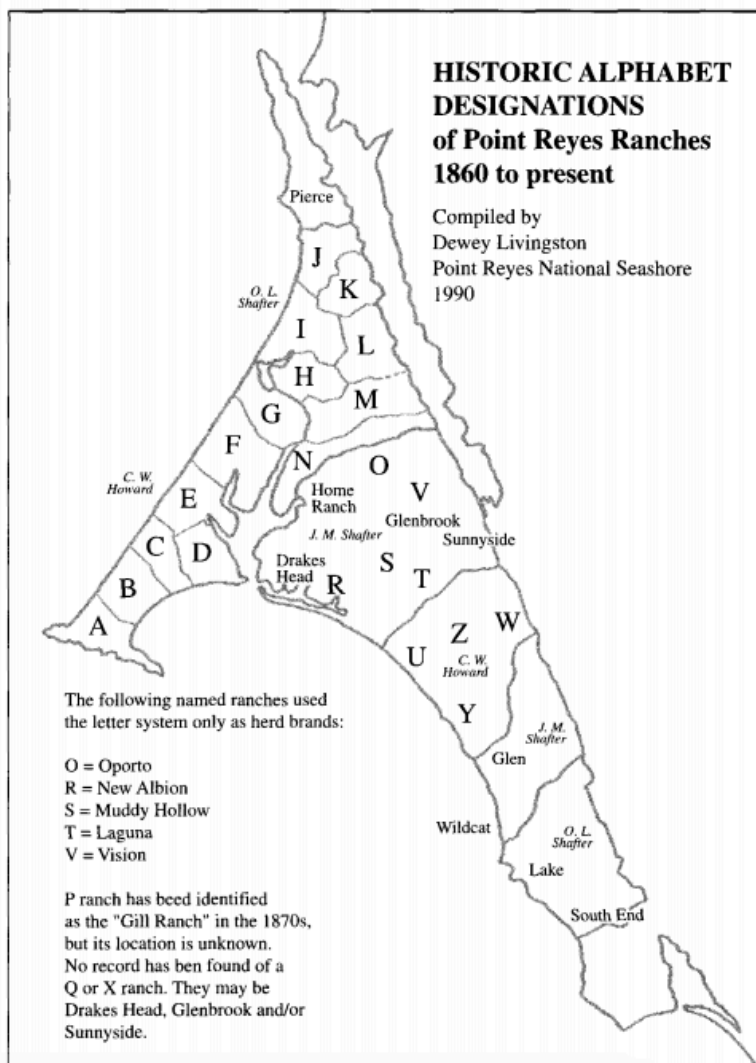 HISTORIC ALPHABET
DESIGNATIONS
of Point Reyes Ranches
1860 to present
Compiled by
Dewey Livingston
Point Reyes National Seashore
1990
Pierce
J
K
O. L.
Shafter
I
L
H
M
G
F
N
O
C. W.
Howard
E
Home
Ranch
V
Glenbrook
J. M. Shafter
Sunnyside
C
D
Drakes
Head
S
T
R
B
A
Z
W
U
C. W.
Howard
Y
J. M.
Shafter
Glen
Wildcat
O. L.
Shafter
Lake
South End
The following named ranches used
the letter system only as herd brands:
O = Oporto
R = New Albion
S = Muddy Hollow
T = Laguna
V = Vision
P ranch has beed identified
as the "Gill Ranch" in the 1870s,
but its location is unknown.
No record has ben found of a
Q or X ranch. They may be
Drakes Head, Glenbrook and/or
Sunnyside.